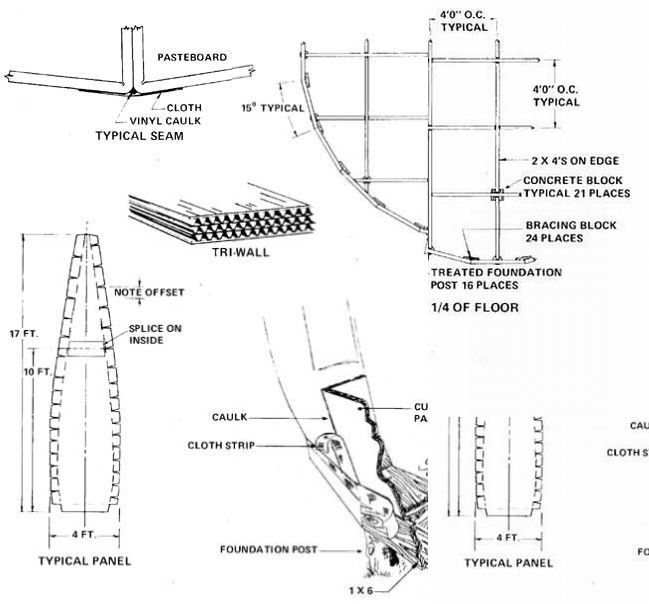 4'0" O.C.
TYPICAL
PASTEBOARD
CLOTH
VINYL CAULK
TYPICAL SEAM
15° TYPICAL
4'0" O.C.
TYPICAL
2 X 4'S ON EDGE
CONCRETE BLOCK
TYPICAL 21 PLACES
BRACING BLOCK
24 PLACES
TRI-WALL
TREATED FOUNDATION
POST 16 PLACES
1/4 OF FLOOR
NOTE OFFSET
17 FT.
SPLICE ON
INSIDE
10 FT.
CAULK
CU
PA
CLOTH STRIP
4 FT.
TYPICAL PANEL
FOUNDATION POST
1 X 6
CAU
CLOTH S
4 FT.
TYPICAL PANEL
FO